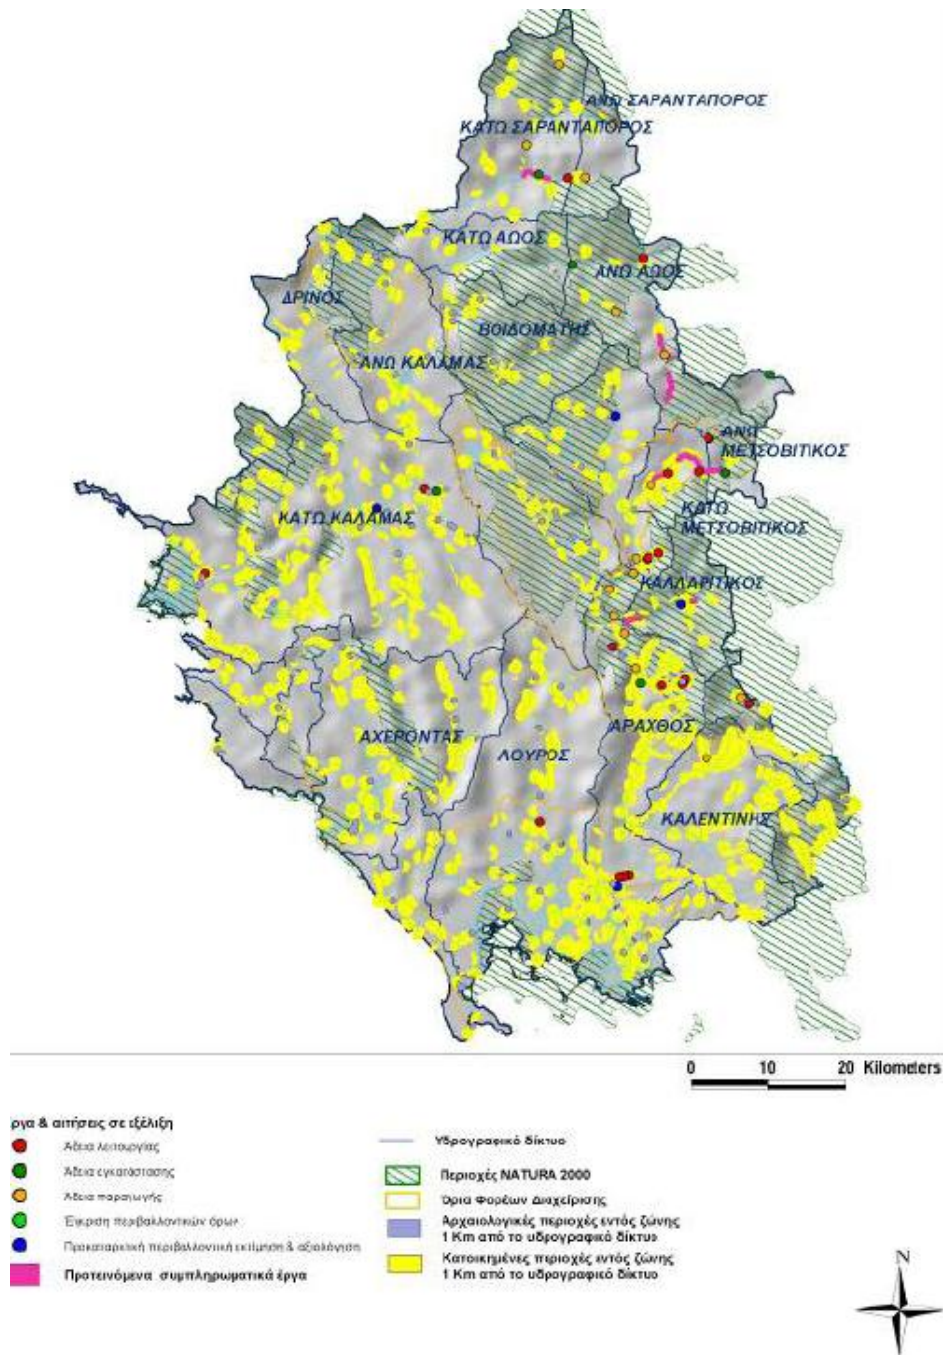 ΑΝΩ ΣΑΡΑΝΤΑΠΟΡΟΣ
ΚΑΤΩ ΣΑΡΑΝΤΑΠΟΡΟΣ
ΚΑΤΩ ΑΩΟΣ
ΑΝΩ ΑΩΟΣ
ΔΡΙΝΟΣ
ΒΟΙΔΟΜΑΤΗΣ
ΑΝΩ ΚΑΛΑΜΑΣ
ΑΝΩ
ΜΕΤΣΟΒΙΤΙΚΟΣ
ΚΑΤΩ ΚΑΛΑΜΑΣ
ΚΑΤΩ
ΜΕΤΣΟΒΙΤΙΚΟΣ
ΚΑΛΛΑΡΙΤΙΚΟΣ
ΑΧΕΡΟΝΤΑΣ
ΛΟΥΡΟΣ
ΑΡΑΧΘΟΣ
ΚΑΛΕΝΤΙΝΗΣ
0 10 20 Kilometers
ργα & αιτήσεις σε εξέλιξη
Άδεια λειτουργίας
Άδεια εγκατάστασης
Άδεια παραγωγής
Έγκριση περιβαλλοντικών όρων
Προκαταρκτική περιβαλλοντική εκτίμηση & αξιολόγηση
Προτεινόμενα συμπληρωματικά έργα
Υδρογραφικό δίκτυο
Περιοχές NATURA 2000
Όρια Φορέων Διαχείρισης
Αρχαιολογικές περιοχές εντός ζώνης
1 Km από το υδρογραφικό δίκτυο
Κατοικημένες περιοχές εντός ζώνης
1 Km από το υδρογραφικό δίκτυο
N